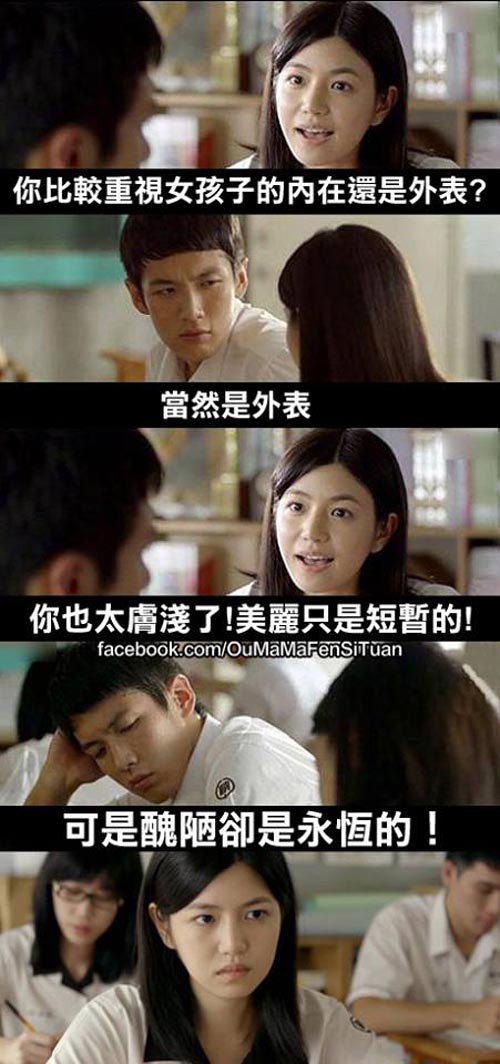 你比較重視女孩子的內在還是外表?
當然是外表
你也太膚淺了!美麗只是短暫的!
facebook.com/OuMaMaFenSiTuan
可是醜陋卻是永恆的！